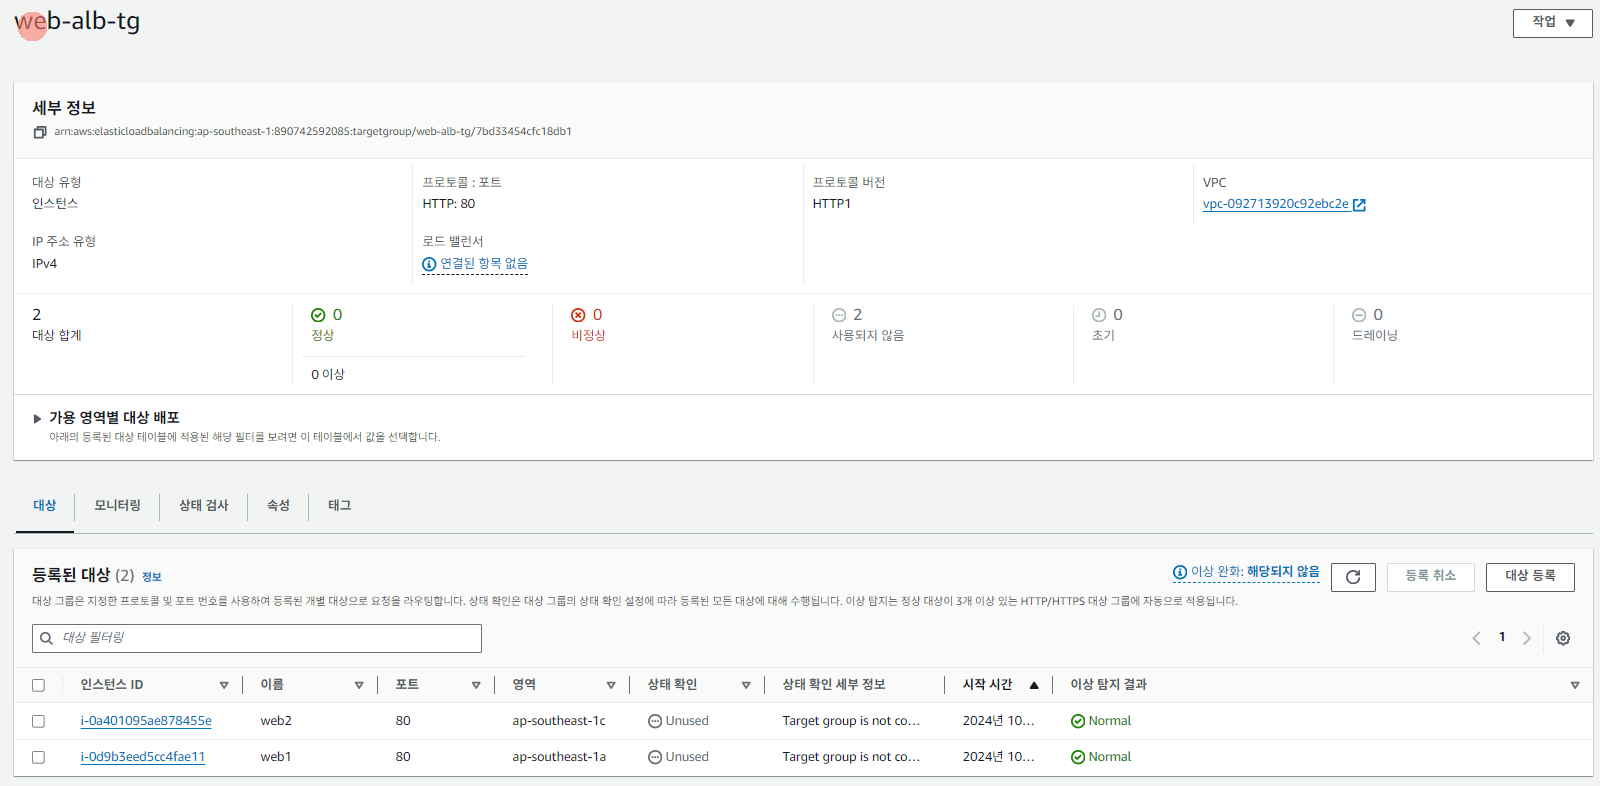 web-alb-tg
작업
세부 정보
arn:aws:elasticloadbalancing:ap-southeast-1:890742592085:targetgroup/web-alb-tg/7bd33454cfc18db1
대상 유형
인스턴스
프로토콜 : 포트
HTTP: 80
프로토콜 버전
HTTP1
VPC
vpc-092713920c92ebc2e
IP 주소 유형
IPv4
로드 밸런서
연결된 항목 없음
2
대상 합계
0
정상
0 이상
0
비정상
2
사용되지 않음
0
초기
0
드레이닝
가용 영역별 대상 배포
아래의 등록된 대상 테이블에 적용된 해당 필터를 보려면 이 테이블에서 값을 선택합니다.
대상 모니터링 상태 검사 속성 태그
등록된 대상 (2) 정보
이상 완화: 해당되지 않음
등록 취소
대상 등록
대상 그룹은 지정한 프로토콜 및 포트 번호를 사용하여 등록된 개별 대상으로 요청을 라우팅합니다. 상태 확인은 대상 그룹의 상태 확인 설정에 따라 등록된 모든 대상에 대해 수행됩니다. 이상 탐지는 정상 대상이 3개 이상 있는 HTTP/HTTPS 대상 그룹에 자동으로 적용됩니다.
대상 필터링
1
인스턴스 ID 이름 포트 영역 상태 확인 상태 확인 세부 정보 시작 시간 이상 탐지 결과
i-0a401095ae878455e web2 80 ap-southeast-1c Unused Target group is not co... 2024년 10... Normal
i-0d9b3eed5cc4fae11 web1 80 ap-southeast-1a Unused Target group is not co... 2024년 10... Normal